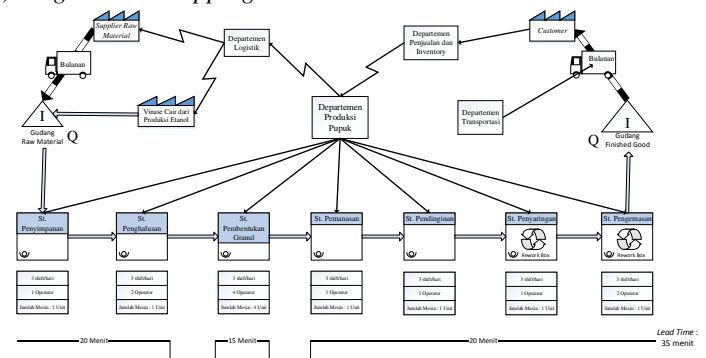 Supplier Raw
Material
Departemen
Logistik
Departemen
Penjualan dan
Inventory
Customer
Bulanan
Bulanan
I
Gudang
Raw Material
Q
Vinase Cair dari
Produksi Etanol
Departemen
Produksi
Pupuk
Departemen
Transportasi
I
Q
Gudang
Finished Good
St.
Penyimpanan
St.
Penghalusan
St.
Pembentukan
Granul
St. Pemanasan
St. Pendinginan
St. Penyaringan
Rework Box
St. Pengemasan
Rework Box
3 shift/hari
1 Operator
Jumlah Mesin : 1 Unit
3 shift/hari
2 Operator
Jumlah Mesin : 1 Unit
3 shift/hari
4 Operator
Jumlah Mesin : 4 Unit
3 shift/hari
1 Operator
Jumlah Mesin : 1 Unit
3 shift/hari
1 Operator
Jumlah Mesin : 1 Unit
3 shift/hari
1 Operator
Jumlah Mesin : 1 Unit
3 shift/hari
2 Operator
Jumlah Mesin : 1 Unit
20 Menit
15 Menit
20 Menit
Lead Time :
35 menit